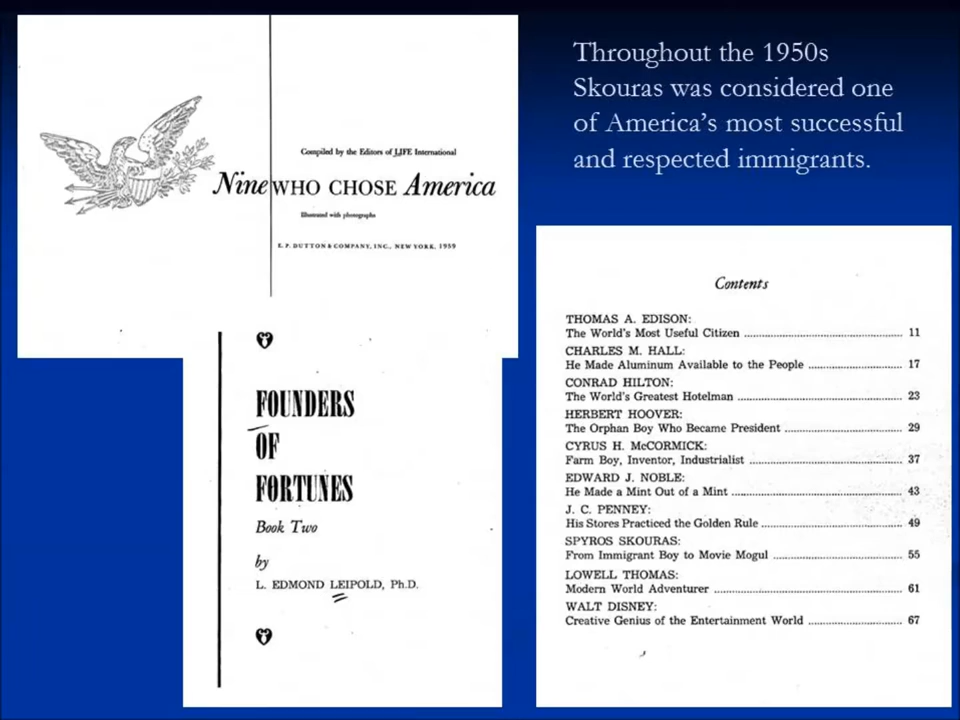 Throughout the 1950s
Skouras was considered one
of America's most successful
and respected immigrants.
Compiled by the Editors of LIFE International
Nine WHO CHOSE America
Illustrated with photographs
E. P. DUTTON & COMPANY, INC., NEW YORK, 1959
FOUNDERS
OF
FORTUNES
Book Two
by
L. EDMOND LEIPOLD, Ph.D.
Contents
THOMAS A. EDISON:
The World's Most Useful Citizen .......... 11
CHARLES M. HALL:
He Made Aluminum Available to the People .......... 17
CONRAD HILTON:
The World's Greatest Hotelman .......... 23
HERBERT HOOVER:
The Orphan Boy Who Became President .......... 29
CYRUS H. McCORMICK:
Farm Boy, Inventor, Industrialist .......... 37
EDWARD J. NOBLE:
He Made a Mint Out of a Mint .......... 43
J. C. PENNEY:
His Stores Practiced the Golden Rule .......... 49
SPYROS SKOURAS:
From Immigrant Boy to Movie Mogul .......... 55
LOWELL THOMAS:
Modern World Adventurer .......... 61
WALT DISNEY:
Creative Genius of the Entertainment World .......... 67